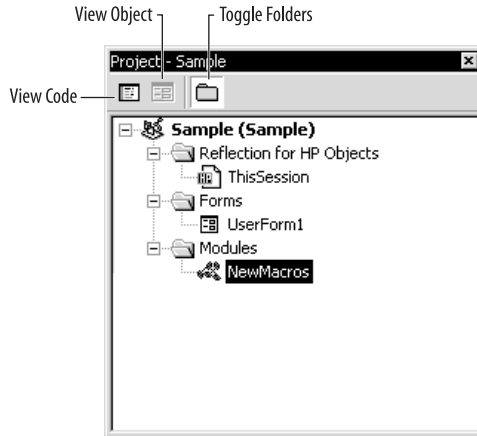 View Object
Toggle Folders
Project - Sample
View Code
Sample (Sample)
Reflection for HP Objects
ThisSession
Forms
UserForm1
Modules
NewMacros